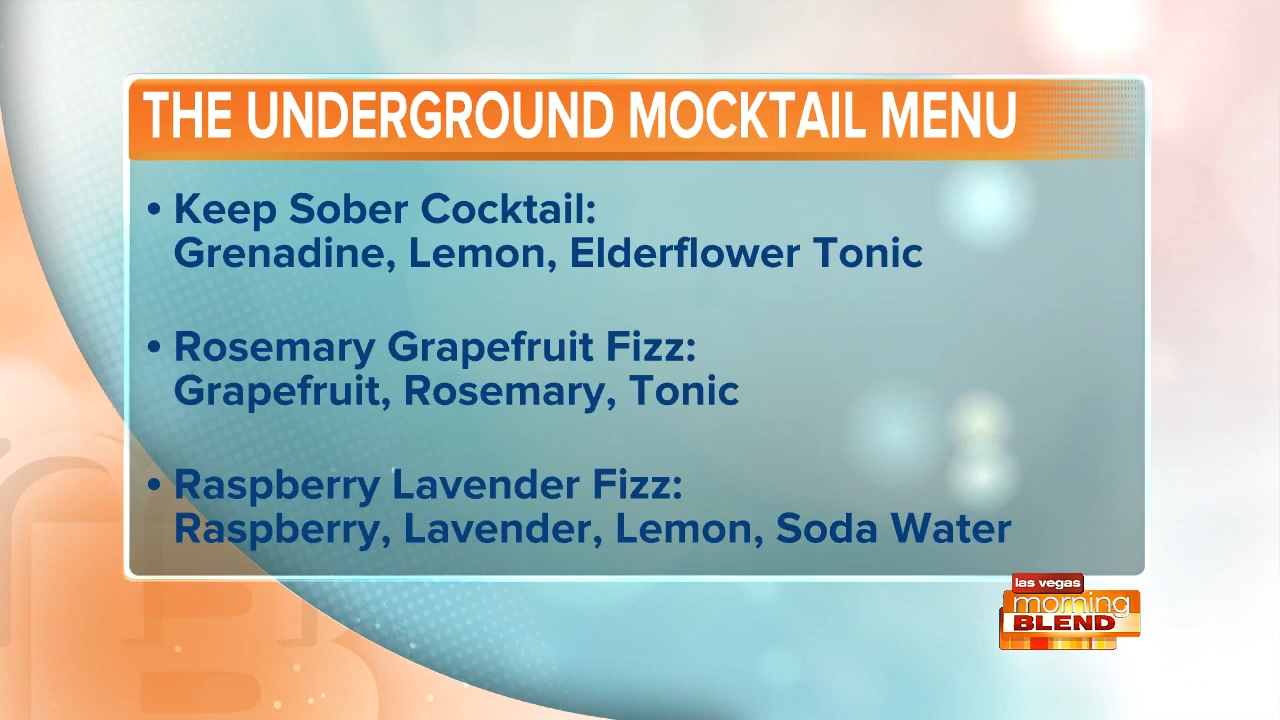 THE UNDERGROUND MOCKTAIL MENU
• Keep Sober Cocktail:
Grenadine, Lemon, Elderflower Tonic
• Rosemary Grapefruit Fizz:
Grapefruit, Rosemary, Tonic
• Raspberry Lavender Fizz:
Raspberry, Lavender, Lemon, Soda Water
las vegas
morning
BLEND